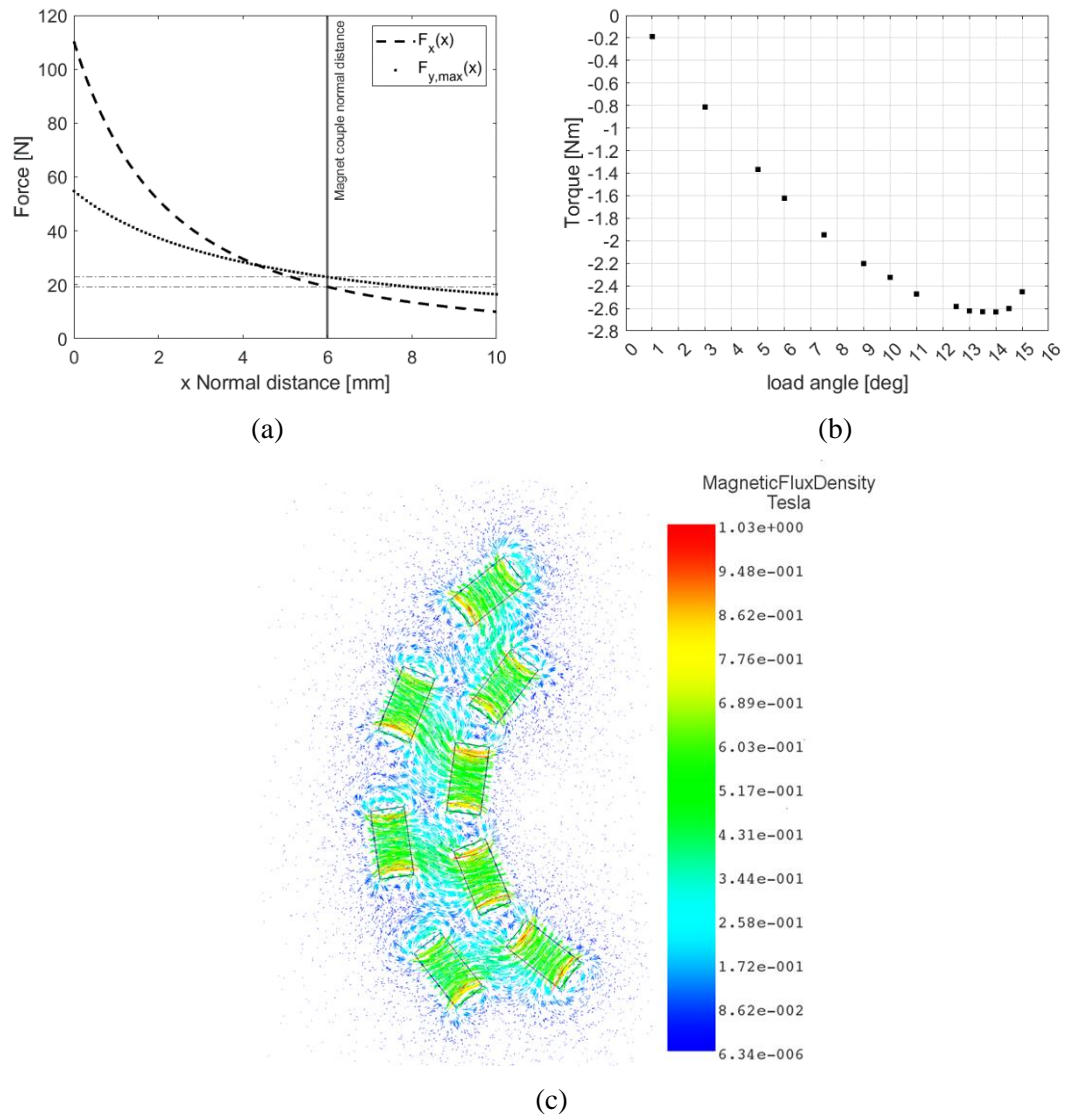 120
100
80
60
40
20
0
Force [N]
0 2 4 6 8 10
x Normal distance [mm]
Magnet couple normal distance
F_x(x)
F_y,max(x)
(a)
0
-0.2
-0.4
-0.6
-0.8
-1
-1.2
-1.4
-1.6
-1.8
-2
-2.2
-2.4
-2.6
-2.8
Torque [Nm]
0 1 2 3 4 5 6 7 8 9 10 11 12 13 14 15 16
load angle [deg]
(b)
MagneticFluxDensity
Tesla
1.03e+000
9.48e-001
8.62e-001
7.76e-001
6.89e-001
6.03e-001
5.17e-001
4.31e-001
3.44e-001
2.58e-001
1.72e-001
8.62e-002
6.34e-006
(c)